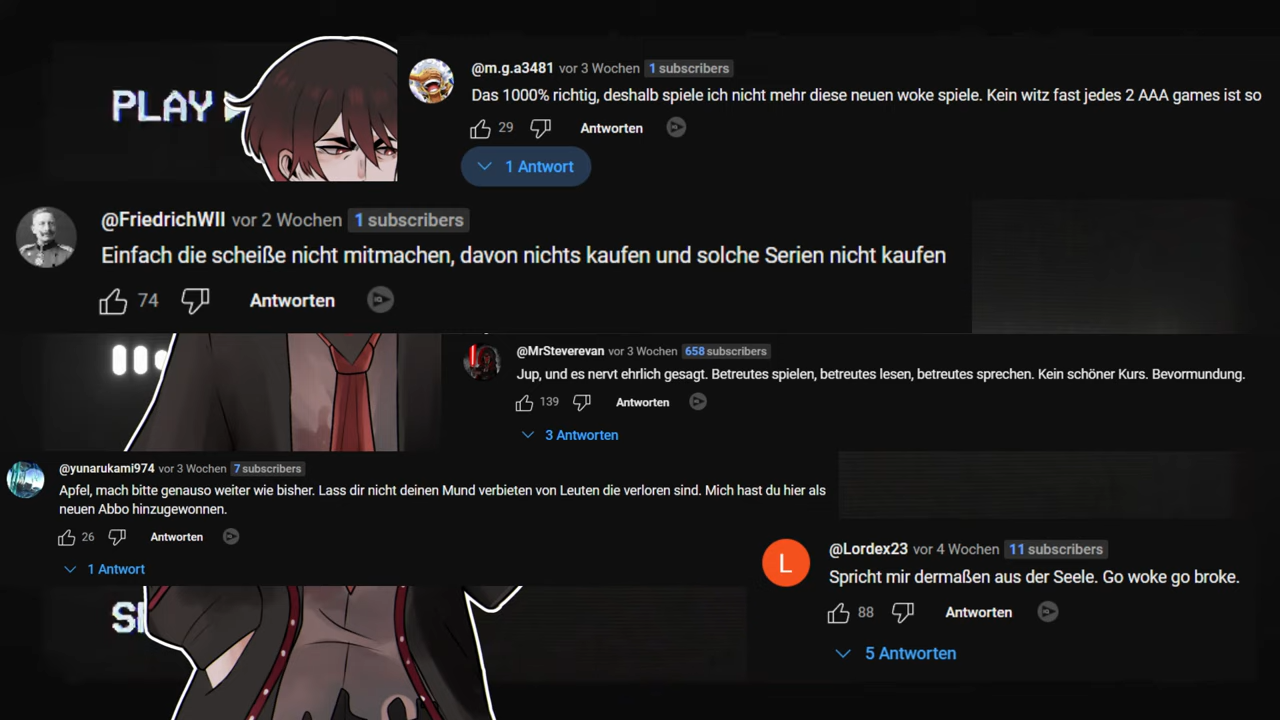 PLAY
@m.g.a3481 vor 3 Wochen 1 subscribers
Das 1000% richtig, deshalb spiele ich nicht mehr diese neuen woke spiele. Kein witz fast jedes 2 AAA games ist so
29 Antworten
1 Antwort
@FriedrichWII vor 2 Wochen 1 subscribers
Einfach die scheiße nicht mitmachen, davon nichts kaufen und solche Serien nicht kaufen
74 Antworten
@MrSteverevan vor 3 Wochen 658 subscribers
Jup, und es nervt ehrlich gesagt. Betreutes spielen, betreutes lesen, betreutes sprechen. Kein schöner Kurs. Bevormundung.
139 Antworten
3 Antworten
@yunarukami974 vor 3 Wochen 7 subscribers
Apfel, mach bitte genauso weiter wie bisher. Lass dir nicht deinen Mund verbieten von Leuten die verloren sind. Mich hast du hier als
neuen Abbo hinzugewonnen.
26 Antworten
1 Antwort
L
@Lordex23 vor 4 Wochen 11 subscribers
Spricht mir dermaßen aus der Seele. Go woke go broke.
88 Antworten
5 Antworten